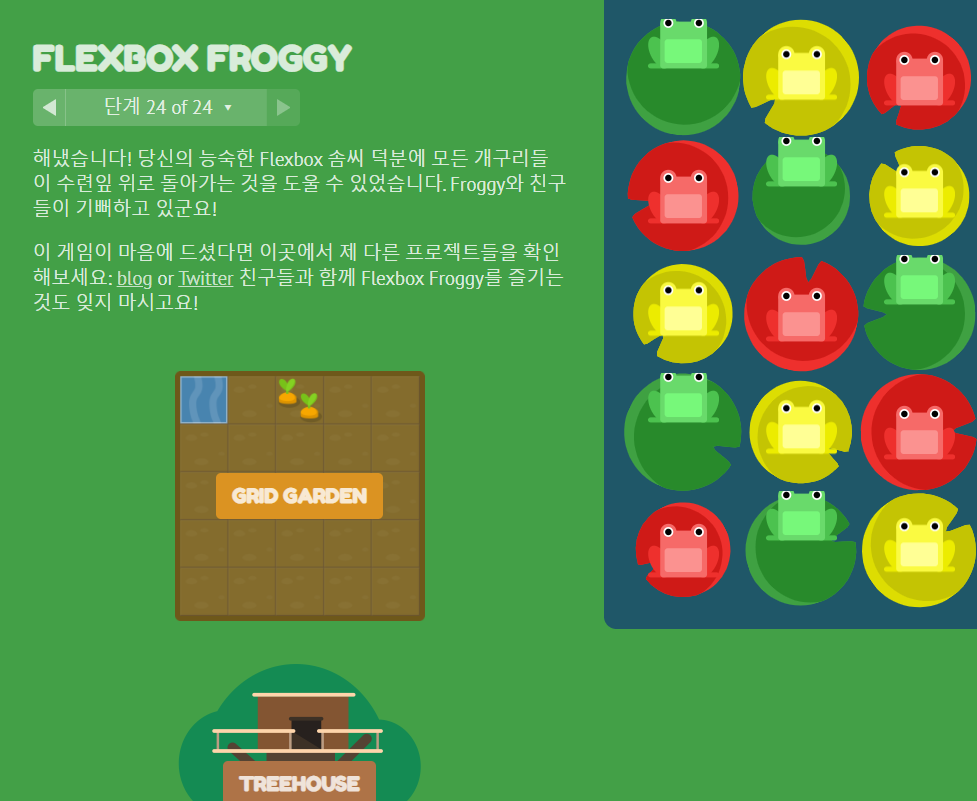 FLEXBOX FROGGY
단계 24 of 24
해냈습니다! 당신의 능숙한 Flexbox 솜씨 덕분에 모든 개구리들
이 수련잎 위로 돌아가는 것을 도울 수 있었습니다. Froggy와 친구
들이 기뻐하고 있군요!
이 게임이 마음에 드셨다면 이곳에서 제 다른 프로젝트들을 확인
해보세요: blog or Twitter 친구들과 함께 Flexbox Froggy를 즐기는
것도 잊지 마시고요!
GRID GARDEN
TREEHOUSE